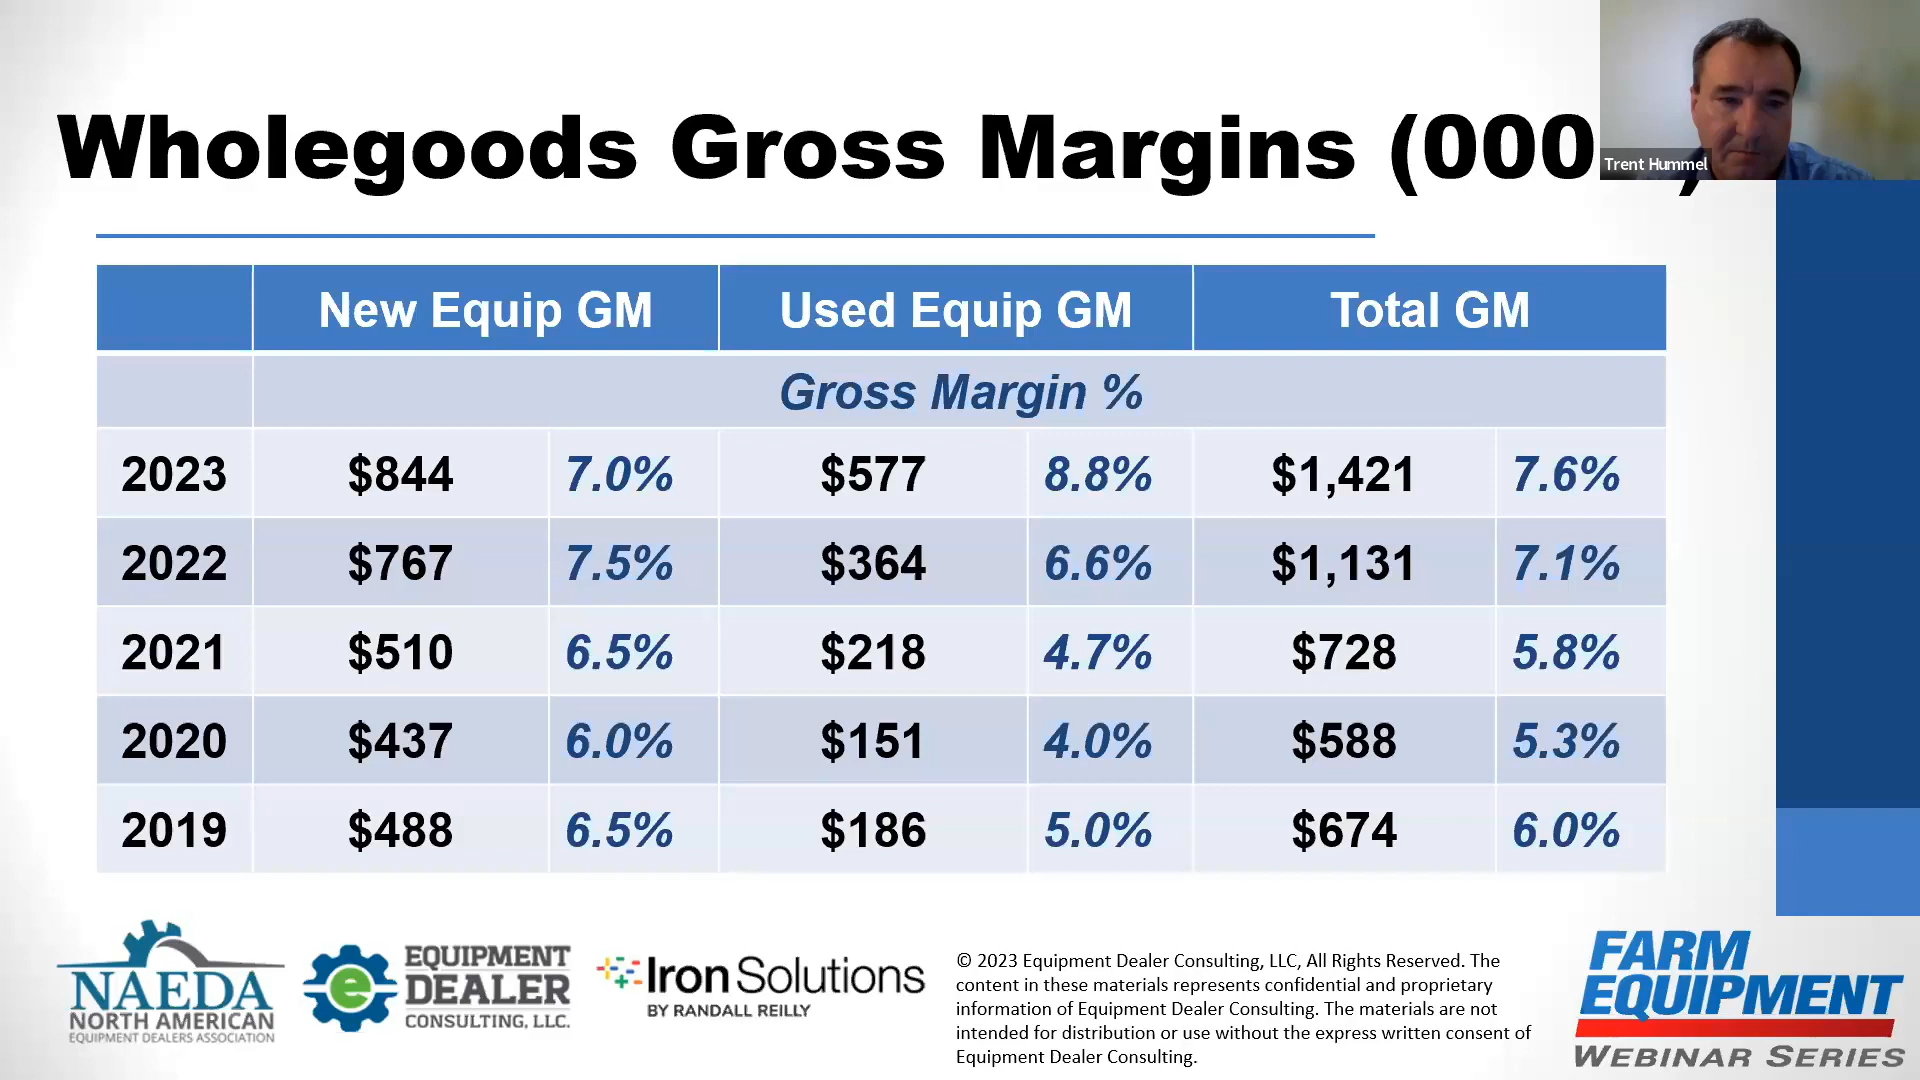 Wholegoods Gross Margins (000 )
Trent Hummel
New Equip GM Used Equip GM Total GM
Gross Margin %
2023 $844 7.0% $577 8.8% $1,421 7.6%
2022 $767 7.5% $364 6.6% $1,131 7.1%
2021 $510 6.5% $218 4.7% $728 5.8%
2020 $437 6.0% $151 4.0% $588 5.3%
2019 $488 6.5% $186 5.0% $674 6.0%
NAEDA
NORTH AMERICAN
EQUIPMENT DEALERS ASSOCIATION
e
EQUIPMENT
DEALER
CONSULTING, LLC.
Iron Solutions
BY RANDALL REILLY
© 2023 Equipment Dealer Consulting, LLC, All Rights Reserved. The
content in these materials represents confidential and proprietary
information of Equipment Dealer Consulting. The materials are not
intended for distribution or use without the express written consent of
Equipment Dealer Consulting.
FARM
EQUIPMENT
WEBINAR SERIES